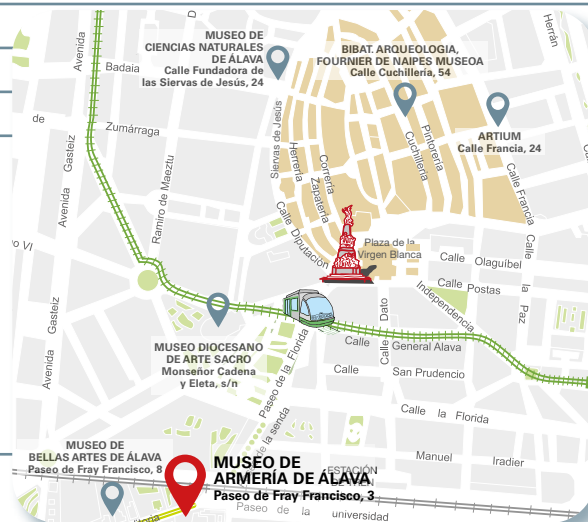 MUSEO DE
CIENCIAS NATURALES
DE ÁLAVA
Calle Fundadora de
las Siervas de Jesús, 24
BIBAT. ARQUEOLOGIA,
FOURNIER DE NAIPES MUSEOA
Calle Cuchillería, 54
ARTIUM
Calle Francia, 24
Herrán
Avenida
Badaia
de
Zumárraga
Gasteiz
Avenida
Ramiro de Maeztu
Siervas de Jesús
Herrería
Correría
Zapatería
Cuchillería
Pintorería
Calle Francia
Calle
la
Paz
Calle Diputación
Plaza de la
Virgen Blanca
Calle Olaguíbel
Calle Postas
Independencia
VI
Gasteiz
Avenida
MUSEO DIOCESANO
DE ARTE SACRO
Monseñor Cadena
y Eleta, s/n
Calle Dato
Calle General Alava
Calle San Prudencio
Paseo de la Florida
de la senda
Calle la Florida
Manuel Iradier
MUSEO DE
BELLAS ARTES DE ÁLAVA
Paseo de Fray Francisco, 8
MUSEO DE
ARMERÍA DE ÁLAVA
Paseo de Fray Francisco, 3
ESTACIÓN
DE TREN
Paseo de la universidad